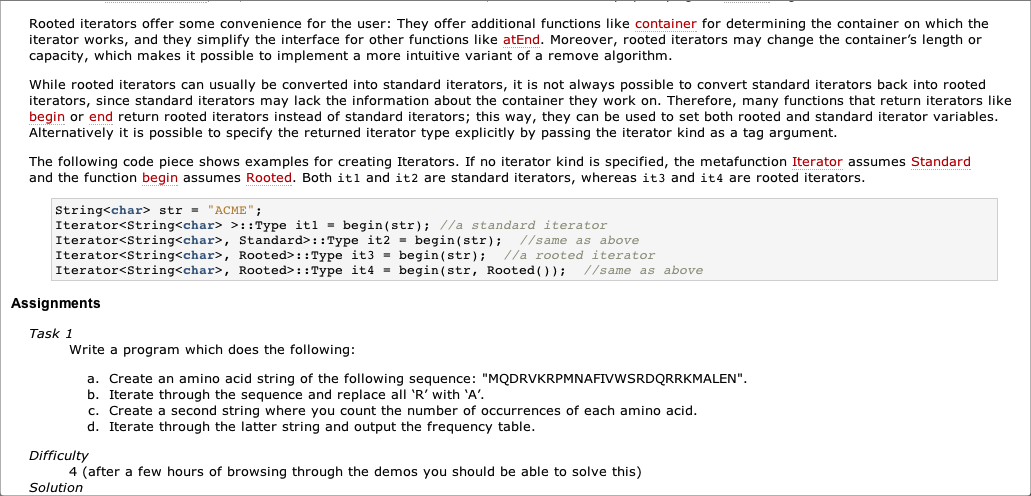 Rooted iterators offer some convenience for the user: They offer additional functions like container for determining the container on which the
iterator works, and they simplify the interface for other functions like atEnd. Moreover, rooted iterators may change the container’s length or
capacity, which makes it possible to implement a more intuitive variant of a remove algorithm.
While rooted iterators can usually be converted into standard iterators, it is not always possible to convert standard iterators back into rooted
iterators, since standard iterators may lack the information about the container they work on. Therefore, many functions that return iterators like
begin or end return rooted iterators instead of standard iterators; this way, they can be used to set both rooted and standard iterator variables.
Alternatively it is possible to specify the returned iterator type explicitly by passing the iterator kind as a tag argument.
The following code piece shows examples for creating Iterators. If no iterator kind is specified, the metafunction Iterator assumes Standard
and the function begin assumes Rooted. Both it1 and it2 are standard iterators, whereas it3 and it4 are rooted iterators.
String<char> str = "ACME";
Iterator<String<char> >::Type it1 = begin(str); //a standard iterator
Iterator<String<char>, Standard>::Type it2 = begin(str);  //same as above
Iterator<String<char>, Rooted>::Type it3 = begin(str);  //a rooted iterator
Iterator<String<char>, Rooted>::Type it4 = begin(str, Rooted());  //same as above
Assignments
Task 1
Write a program which does the following:
a. Create an amino acid string of the following sequence: "MQDRVKRPMNAFIVWSRDQRRKMALEN".
b. Iterate through the sequence and replace all ‘R’ with ‘A’.
c. Create a second string where you count the number of occurrences of each amino acid.
d. Iterate through the latter string and output the frequency table.
Difficulty
4 (after a few hours of browsing through the demos you should be able to solve this)
Solution